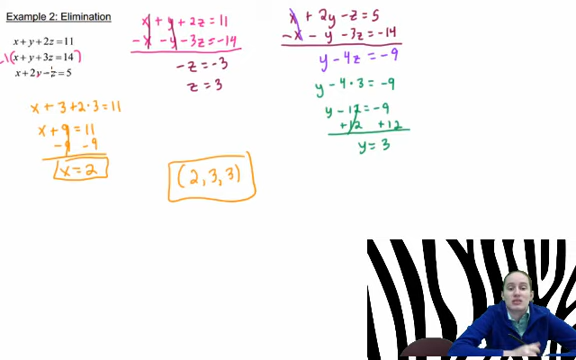 Example 2: Elimination
x + y + 2z = 11
-1(x + y + 3z = 14)
x + 2y - z = 5
x + 3 + 2·3 = 11
x + 9 = 11
- 9 - 9
x = 2
x + y + 2z = 11
- x - y - 3z = -14
- z = -3
z = 3
(2, 3, 3)
x + 2y - z = 5
- x - y - 3z = -14
y - 4z = -9
y - 4·3 = -9
y - 12 = -9
+12 +12
y = 3